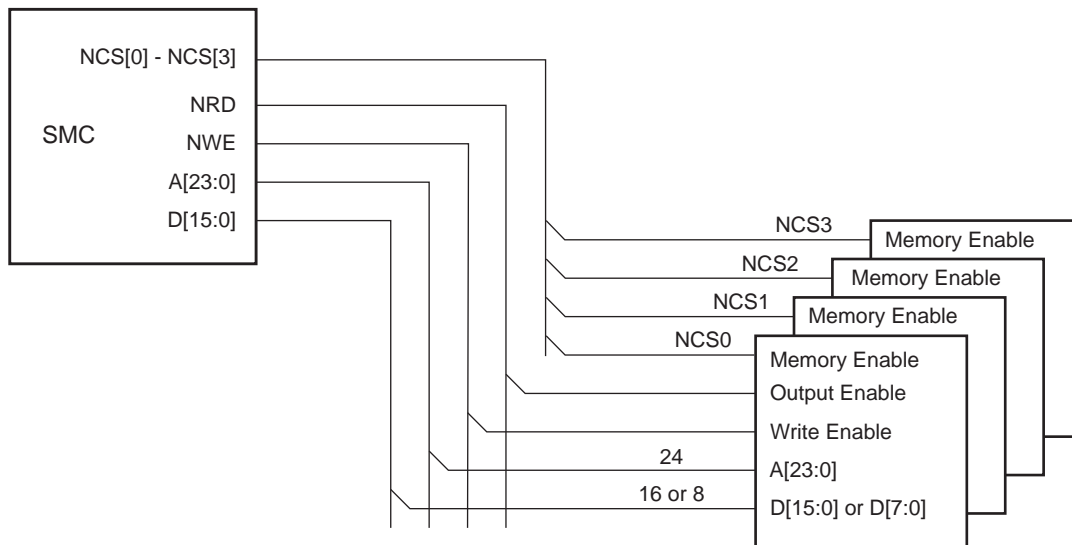 NCS[0] - NCS[3]
NRD
SMC
NWE
A[23:0]
D[15:0]
NCS3
Memory Enable
NCS2
Memory Enable
NCS1
Memory Enable
NCS0
Memory Enable
Output Enable
Write Enable
24
A[23:0]
16 or 8
D[15:0] or D[7:0]